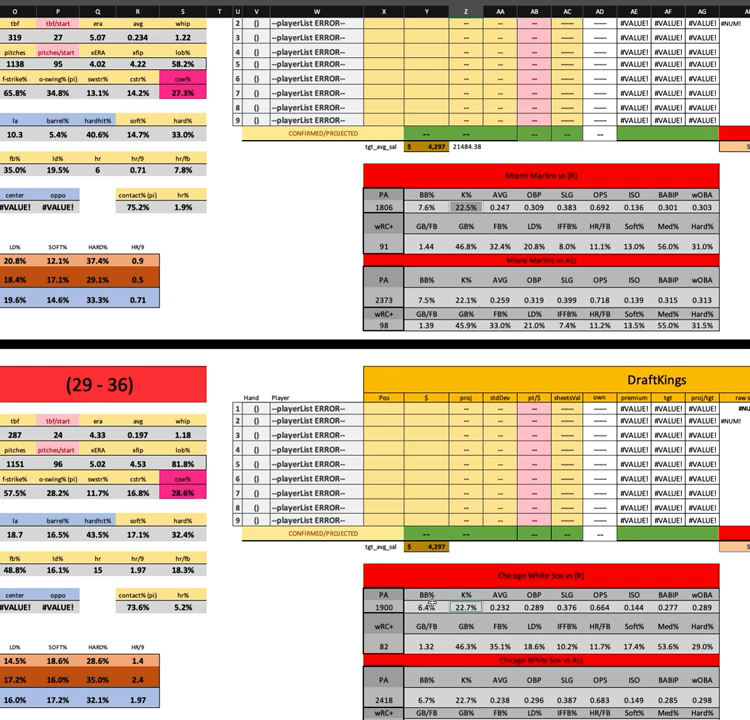 O P Q R S T U V W X Y Z AA AB AC AD AE AF AG
tbf tbf/start era avg whip 2 () --playerList ERROR-- -- ----- ----- #VALUE! #VALUE! #VALUE! #NUM!
319 27 5.07 0.234 1.22 3 () --playerList ERROR-- -- ----- ----- #VALUE! #VALUE! #VALUE!
pitches pitches/start xERA xfip lob% 4 () --playerList ERROR-- -- ----- ----- #VALUE! #VALUE! #VALUE!
1138 95 4.02 4.22 58.2% 5 () --playerList ERROR-- -- ----- ----- #VALUE! #VALUE! #VALUE!
f-strike% o-swing% (pi) swstr% cstr% csw% 6 () --playerList ERROR-- -- ----- ----- #VALUE! #VALUE! #VALUE!
65.8% 34.8% 13.1% 14.2% 27.3% 7 () --playerList ERROR-- -- ----- ----- #VALUE! #VALUE! #VALUE!
8 () --playerList ERROR-- -- ----- ----- #VALUE! #VALUE! #VALUE!
la barrel% hardhit% soft% hard% 9 () --playerList ERROR-- -- ----- ----- #VALUE! #VALUE! #VALUE!
10.3 5.4% 40.6% 14.7% 33.0% CONFIRMED/PROJECTED -- -- -- -- --
tgt_avg_sal $ 4,297 21484.38
fb% ld% hr hr/9 hr/fb
35.0% 19.5% 6 0.71 7.8%
Miami Marlins vs (R)
center oppo contact% (pi) hr% PA BB% K% AVG OBP SLG OPS ISO BABIP wOBA
#VALUE! #VALUE! 75.2% 1.9% 1806 7.6% 22.5% 0.247 0.309 0.383 0.692 0.136 0.301 0.303
wRC+ GB/FB GB% FB% LD% IFFB% HR/FB Soft% Med% Hard%
LD% SOFT% HARD% HR/9 91 1.44 46.8% 32.4% 20.8% 8.0% 11.1% 13.0% 56.0% 31.0%
20.8% 12.1% 37.4% 0.9 Miami Marlins vs ALL
18.4% 17.1% 29.1% 0.5 PA BB% K% AVG OBP SLG OPS ISO BABIP wOBA
19.6% 14.6% 33.3% 0.71 2373 7.5% 22.1% 0.259 0.319 0.399 0.718 0.139 0.315 0.313
wRC+ GB/FB GB% FB% LD% IFFB% HR/FB Soft% Med% Hard%
98 1.39 45.9% 33.0% 21.0% 7.4% 11.2% 13.5% 55.0% 31.5%
(29 - 36) DraftKings
Hand Player Pos $ proj stdDev pt/$ sheetsVal own premium tgt proj/tgt raw
1 () --playerList ERROR-- -- ----- ----- #VALUE! #VALUE! #VALUE!
tbf tbf/start era avg whip 2 () --playerList ERROR-- -- ----- ----- #VALUE! #VALUE! #VALUE! #NUM!
287 24 4.33 0.197 1.18 3 () --playerList ERROR-- -- ----- ----- #VALUE! #VALUE! #VALUE!
pitches pitches/start xERA xfip lob% 4 () --playerList ERROR-- -- ----- ----- #VALUE! #VALUE! #VALUE!
1151 96 5.02 4.53 81.8% 5 () --playerList ERROR-- -- ----- ----- #VALUE! #VALUE! #VALUE!
f-strike% o-swing% (pi) swstr% cstr% csw% 6 () --playerList ERROR-- -- ----- ----- #VALUE! #VALUE! #VALUE!
57.5% 28.2% 11.7% 16.8% 28.6% 7 () --playerList ERROR-- -- ----- ----- #VALUE! #VALUE! #VALUE!
8 () --playerList ERROR-- -- ----- ----- #VALUE! #VALUE! #VALUE!
la barrel% hardhit% soft% hard% 9 () --playerList ERROR-- -- ----- ----- #VALUE! #VALUE! #VALUE!
18.7 16.5% 43.5% 17.1% 32.4% CONFIRMED/PROJECTED -- -- -- -- --
tgt_avg_sal $ 4,297
fb% ld% hr hr/9 hr/fb
48.8% 16.1% 15 1.97 18.3%
Chicago White Sox vs (R)
center oppo contact% (pi) hr% PA BB% K% AVG OBP SLG OPS ISO BABIP wOBA
#VALUE! #VALUE! 73.6% 5.2% 1900 6.4% 22.7% 0.232 0.289 0.376 0.664 0.144 0.277 0.289
wRC+ GB/FB GB% FB% LD% IFFB% HR/FB Soft% Med% Hard%
LD% SOFT% HARD% HR/9 82 1.32 46.3% 35.1% 18.6% 10.2% 11.7% 17.4% 53.6% 29.0%
14.5% 18.6% 28.6% 1.4 Chicago White Sox vs ALL
17.2% 16.0% 35.0% 2.4 PA BB% K% AVG OBP SLG OPS ISO BABIP wOBA
16.0% 17.2% 32.1% 1.97 2418 6.7% 22.7% 0.238 0.296 0.387 0.683 0.149 0.285 0.298
wRC+ GB/FB GB% FB% LD% IFFB% HR/FB Soft% Med% Hard%